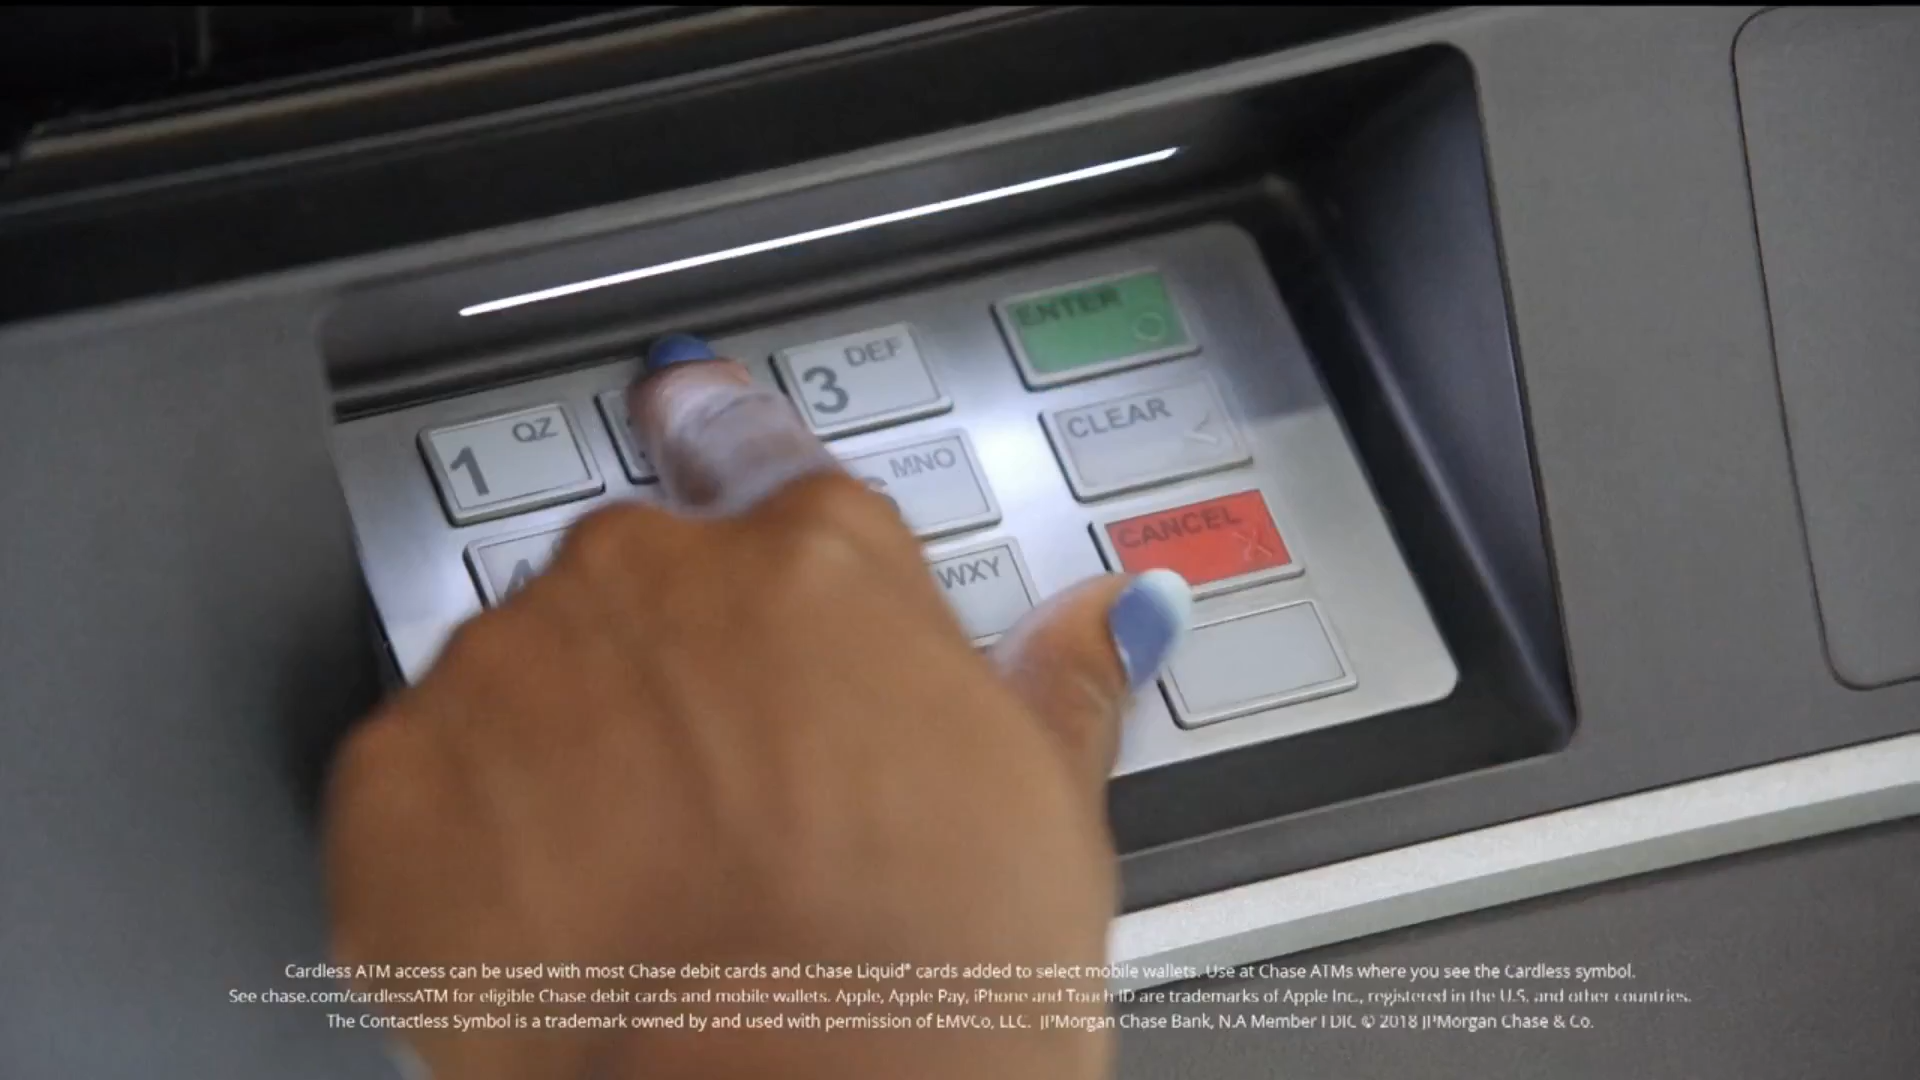 ENTER
DEF
3
CLEAR
QZ
1
MNO
CANCEL
WXY
4
Cardless ATM access can be used with most Chase debit cards and Chase Liquid® cards added to select mobile wallets. Use at Chase ATMs where you see the Cardless symbol.
See chase.com/cardlessATM for eligible Chase debit cards and mobile wallets. Apple, Apple Pay, iPhone and Touch ID are trademarks of Apple Inc., registered in the U.S. and other countries.
The Contactless Symbol is a trademark owned by and used with permission of EMVCo, LLC. JPMorgan Chase Bank, N.A Member FDIC © 2018 JPMorgan Chase & Co.